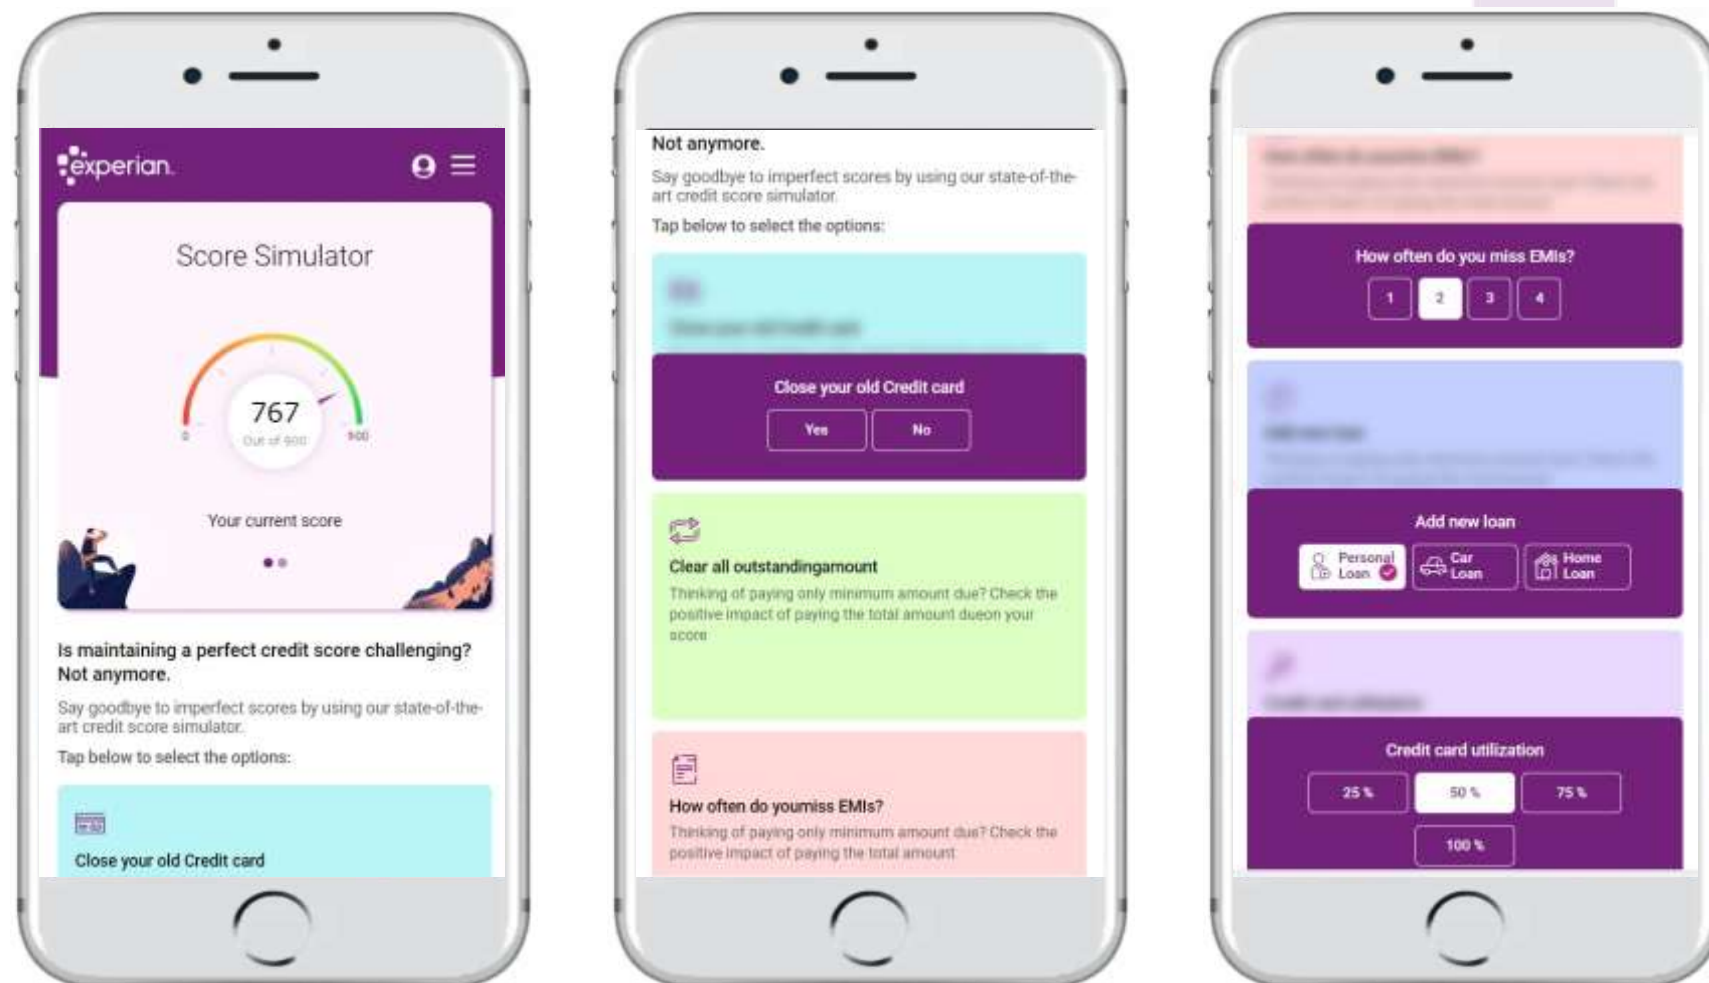 experian.
Score Simulator
767
Out of 900
0
900
Your current score
Is maintaining a perfect credit score challenging?
Not anymore.
Say goodbye to imperfect scores by using our state-of-the-
art credit score simulator.
Tap below to select the options:
Close your old Credit card
Not anymore.
Say goodbye to imperfect scores by using our state-of-the-
art credit score simulator.
Tap below to select the options:
Close your old Credit card
Yes
No
Clear all outstandingamount
Thinking of paying only minimum amount due? Check the
positive impact of paying the total amount dueon your
score
How often do youmiss EMIs?
Thinking of paying only minimum amount due? Check the
positive impact of paying the total amount
How often do you miss EMIs?
1 2 3 4
Add new loan
Personal
Loan
Car
Loan
Home
Loan
Credit card utilization
25 % 50 % 75 %
100 %